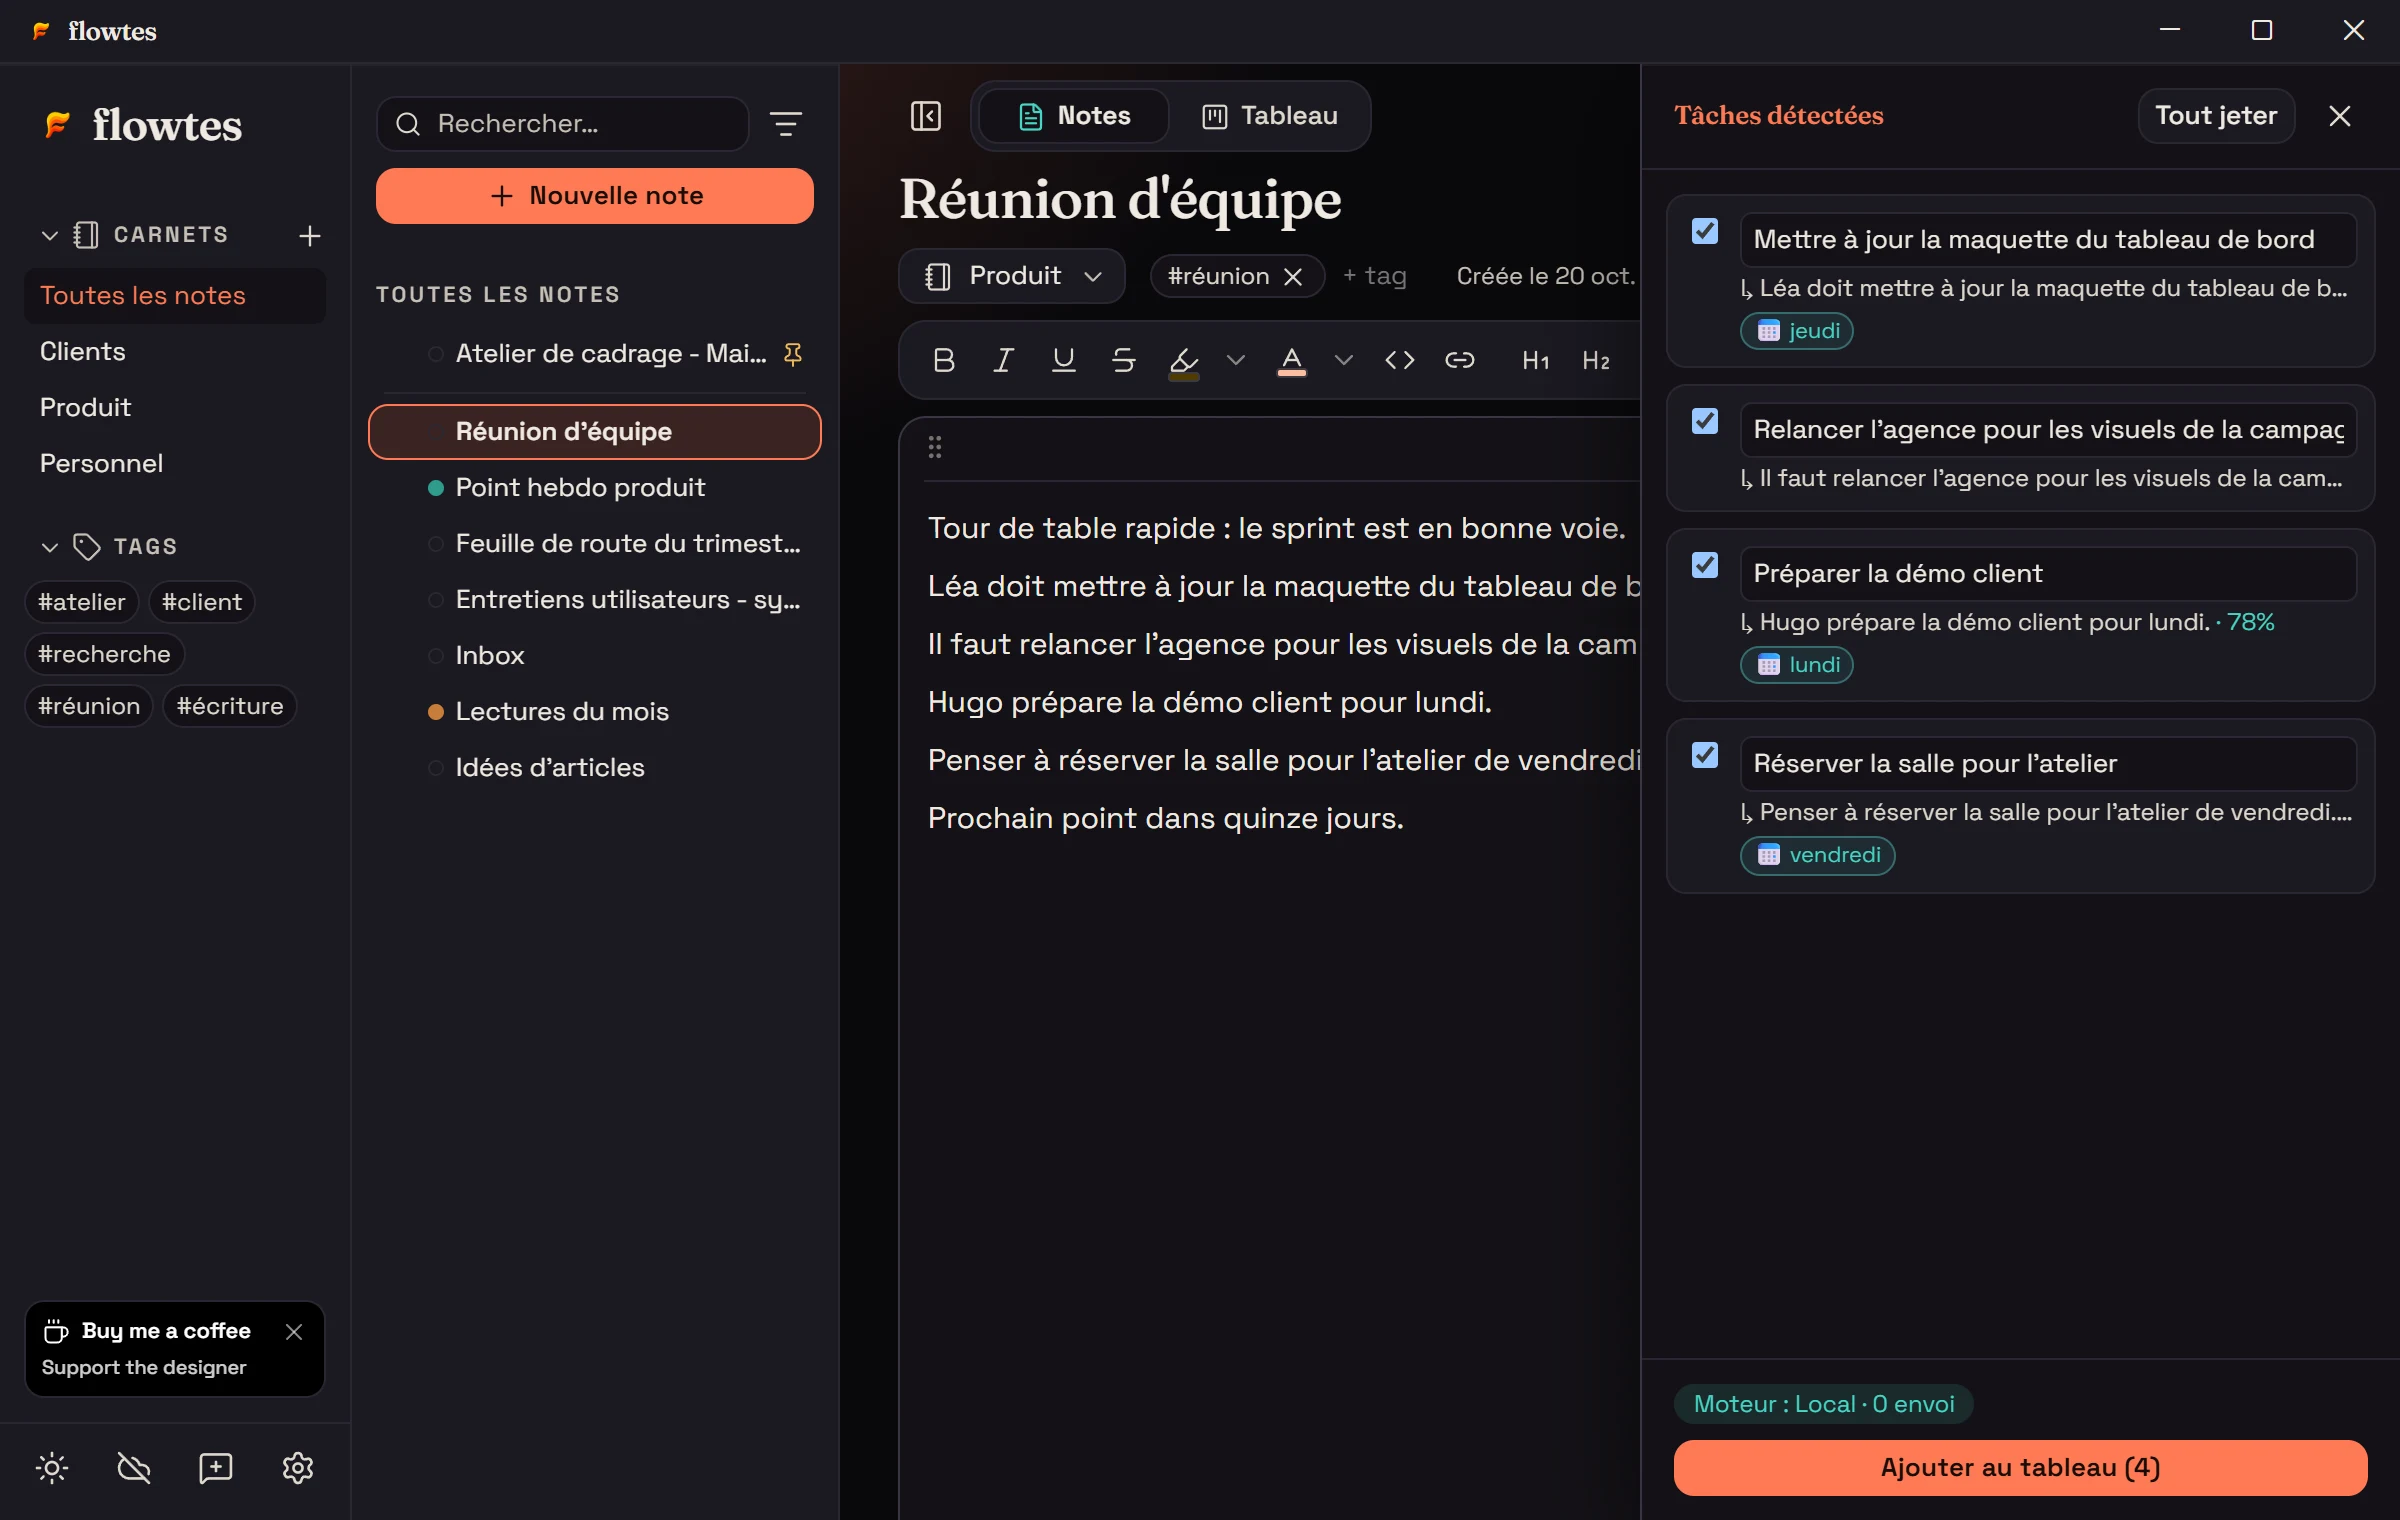 flowtes
flowtes
CARNETS
Toutes les notes
Clients
Produit
Personnel
TAGS
#atelier #client
#recherche
#réunion #écriture
Buy me a coffee
Support the designer
Rechercher...
+ Nouvelle note
TOUTES LES NOTES
Atelier de cadrage - Mai...
Réunion d'équipe
Point hebdo produit
Feuille de route du trimest...
Entretiens utilisateurs - sy...
Inbox
Lectures du mois
Idées d'articles
Notes Tableau
Réunion d'équipe
Produit #réunion + tag Créée le 20 oct.
B I U S A <> H1 H2
Tour de table rapide : le sprint est en bonne voie.
Léa doit mettre à jour la maquette du tableau de b
Il faut relancer l'agence pour les visuels de la cam
Hugo prépare la démo client pour lundi.
Penser à réserver la salle pour l'atelier de vendredi
Prochain point dans quinze jours.
Tâches détectées Tout jeter
Mettre à jour la maquette du tableau de bord
↳ Léa doit mettre à jour la maquette du tableau de b...
jeudi
Relancer l'agence pour les visuels de la campag
↳ Il faut relancer l'agence pour les visuels de la cam...
Préparer la démo client
↳ Hugo prépare la démo client pour lundi. · 78%
lundi
Réserver la salle pour l'atelier
↳ Penser à réserver la salle pour l'atelier de vendredi....
vendredi
Moteur : Local · 0 envoi
Ajouter au tableau (4)